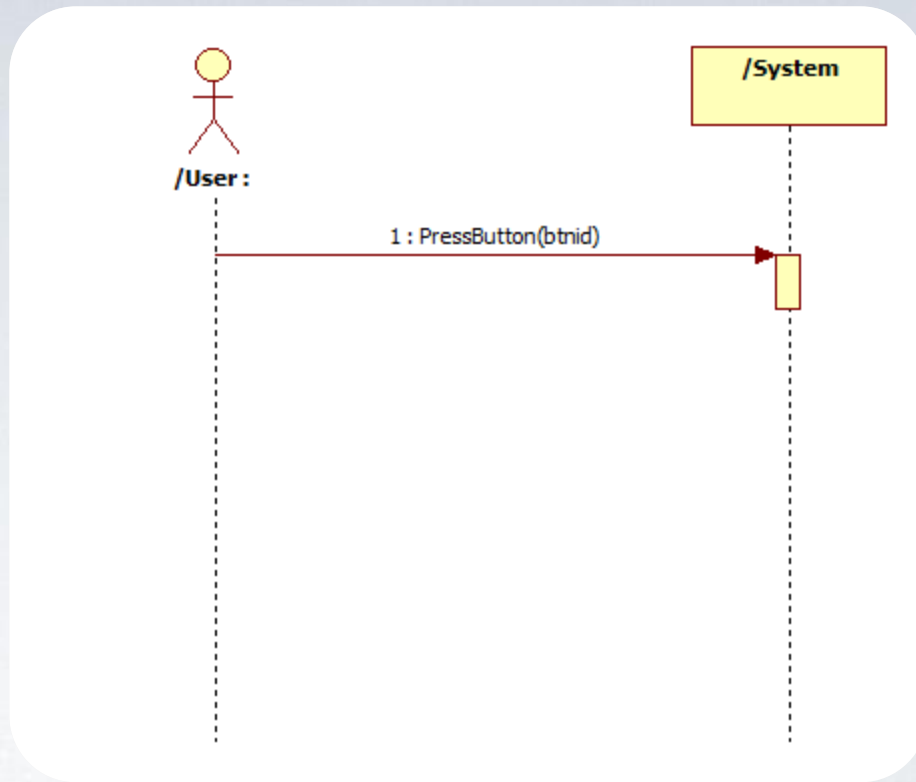 /System
/User :
1 : PressButton(btnid)